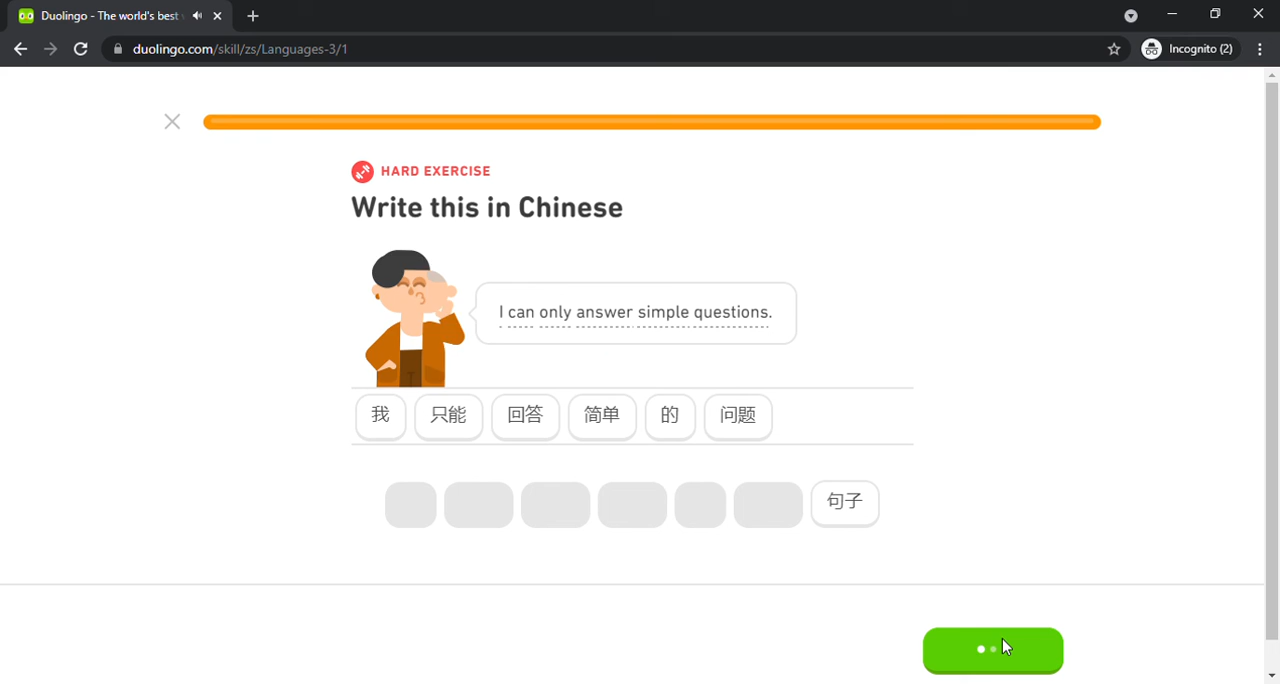 Duolingo - The world's best
duolingo.com/skill/zs/Languages-3/1
Incognito (2)
HARD EXERCISE
Write this in Chinese
I can only answer simple questions.
我 只能 回答 简单 的 问题
句子